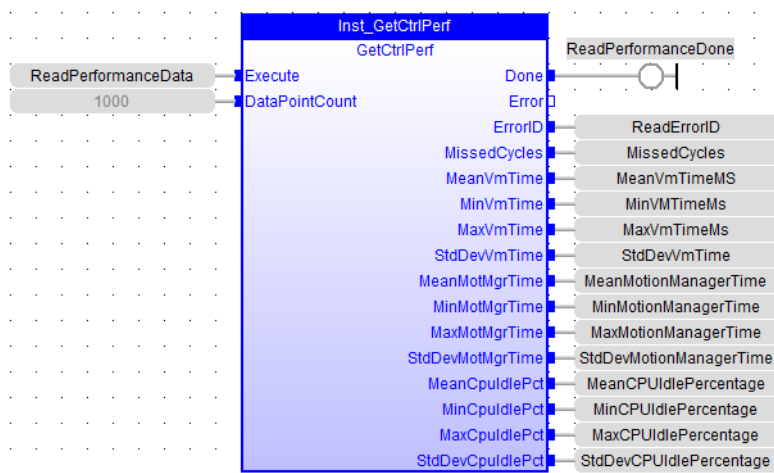 Inst_GetCtrlPerf
GetCtrlPerf
ReadPerformanceDone
ReadPerformanceData Execute Done
1000 DataPointCount Error
ErrorID ReadErrorID
MissedCycles MissedCycles
MeanVmTime MeanVmTimeMS
MinVmTime MinVMTimeMs
MaxVmTime MaxVmTimeMs
StdDevVmTime StdDevVmTime
MeanMotMgrTime MeanMotionManagerTime
MinMotMgrTime MinMotionManagerTime
MaxMotMgrTime MaxMotionManagerTime
StdDevMotMgrTime StdDevMotionManagerTime
MeanCpuIdlePct MeanCPUIdlePercentage
MinCpuIdlePct MinCPUIdlePercentage
MaxCpuIdlePct MaxCPUIdlePercentage
StdDevCpuIdlePct StdDevCPUIdlePercentage